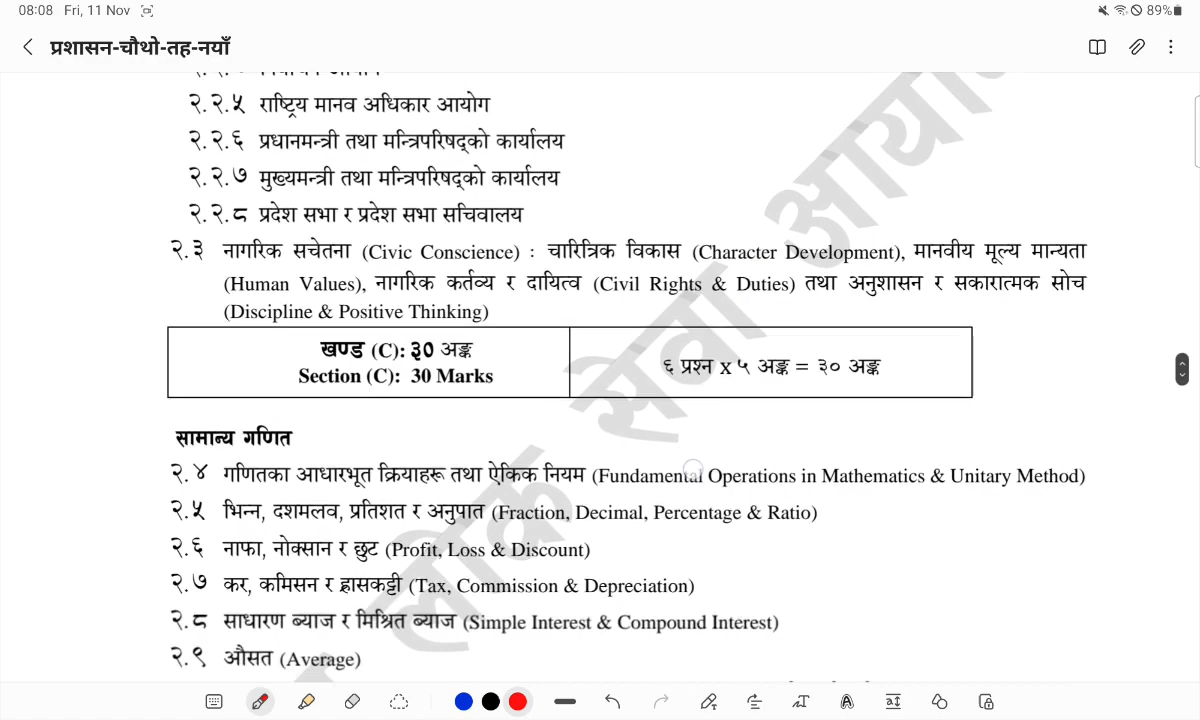 08:08 Fri, 11 Nov 89%
प्रशासन-चौथो-तह-नयाँ
२.२.५ राष्ट्रिय मानव अधिकार आयोग
२.२.६ प्रधानमन्त्री तथा मन्त्रिपरिषद्को कार्यालय
२.२.७ मुख्यमन्त्री तथा मन्त्रिपरिषद्को कार्यालय
२.२.८ प्रदेश सभा र प्रदेश सभा सचिवालय
२.३ नागरिक सचेतना (Civic Conscience) : चारित्रिक विकास (Character Development), मानवीय मूल्य मान्यता
(Human Values), नागरिक कर्तव्य र दायित्व (Civil Rights & Duties) तथा अनुशासन र सकारात्मक सोच
(Discipline & Positive Thinking)
खण्ड (C): ३० अङ्क
Section (C): 30 Marks
६ प्रश्न x ५ अङ्क = ३० अङ्क
सामान्य गणित
२.४ गणितका आधारभूत क्रियाहरू तथा ऐकिक नियम (Fundamental Operations in Mathematics & Unitary Method)
२.५ भिन्न, दशमलव, प्रतिशत र अनुपात (Fraction, Decimal, Percentage & Ratio)
२.६ नाफा, नोक्सान र छुट (Profit, Loss & Discount)
२.७ कर, कमिसन र ह्रासकट्टी (Tax, Commission & Depreciation)
२.८ साधारण ब्याज र मिश्रित ब्याज (Simple Interest & Compound Interest)
२.९ औसत (Average)
लोक सेवा आयोग